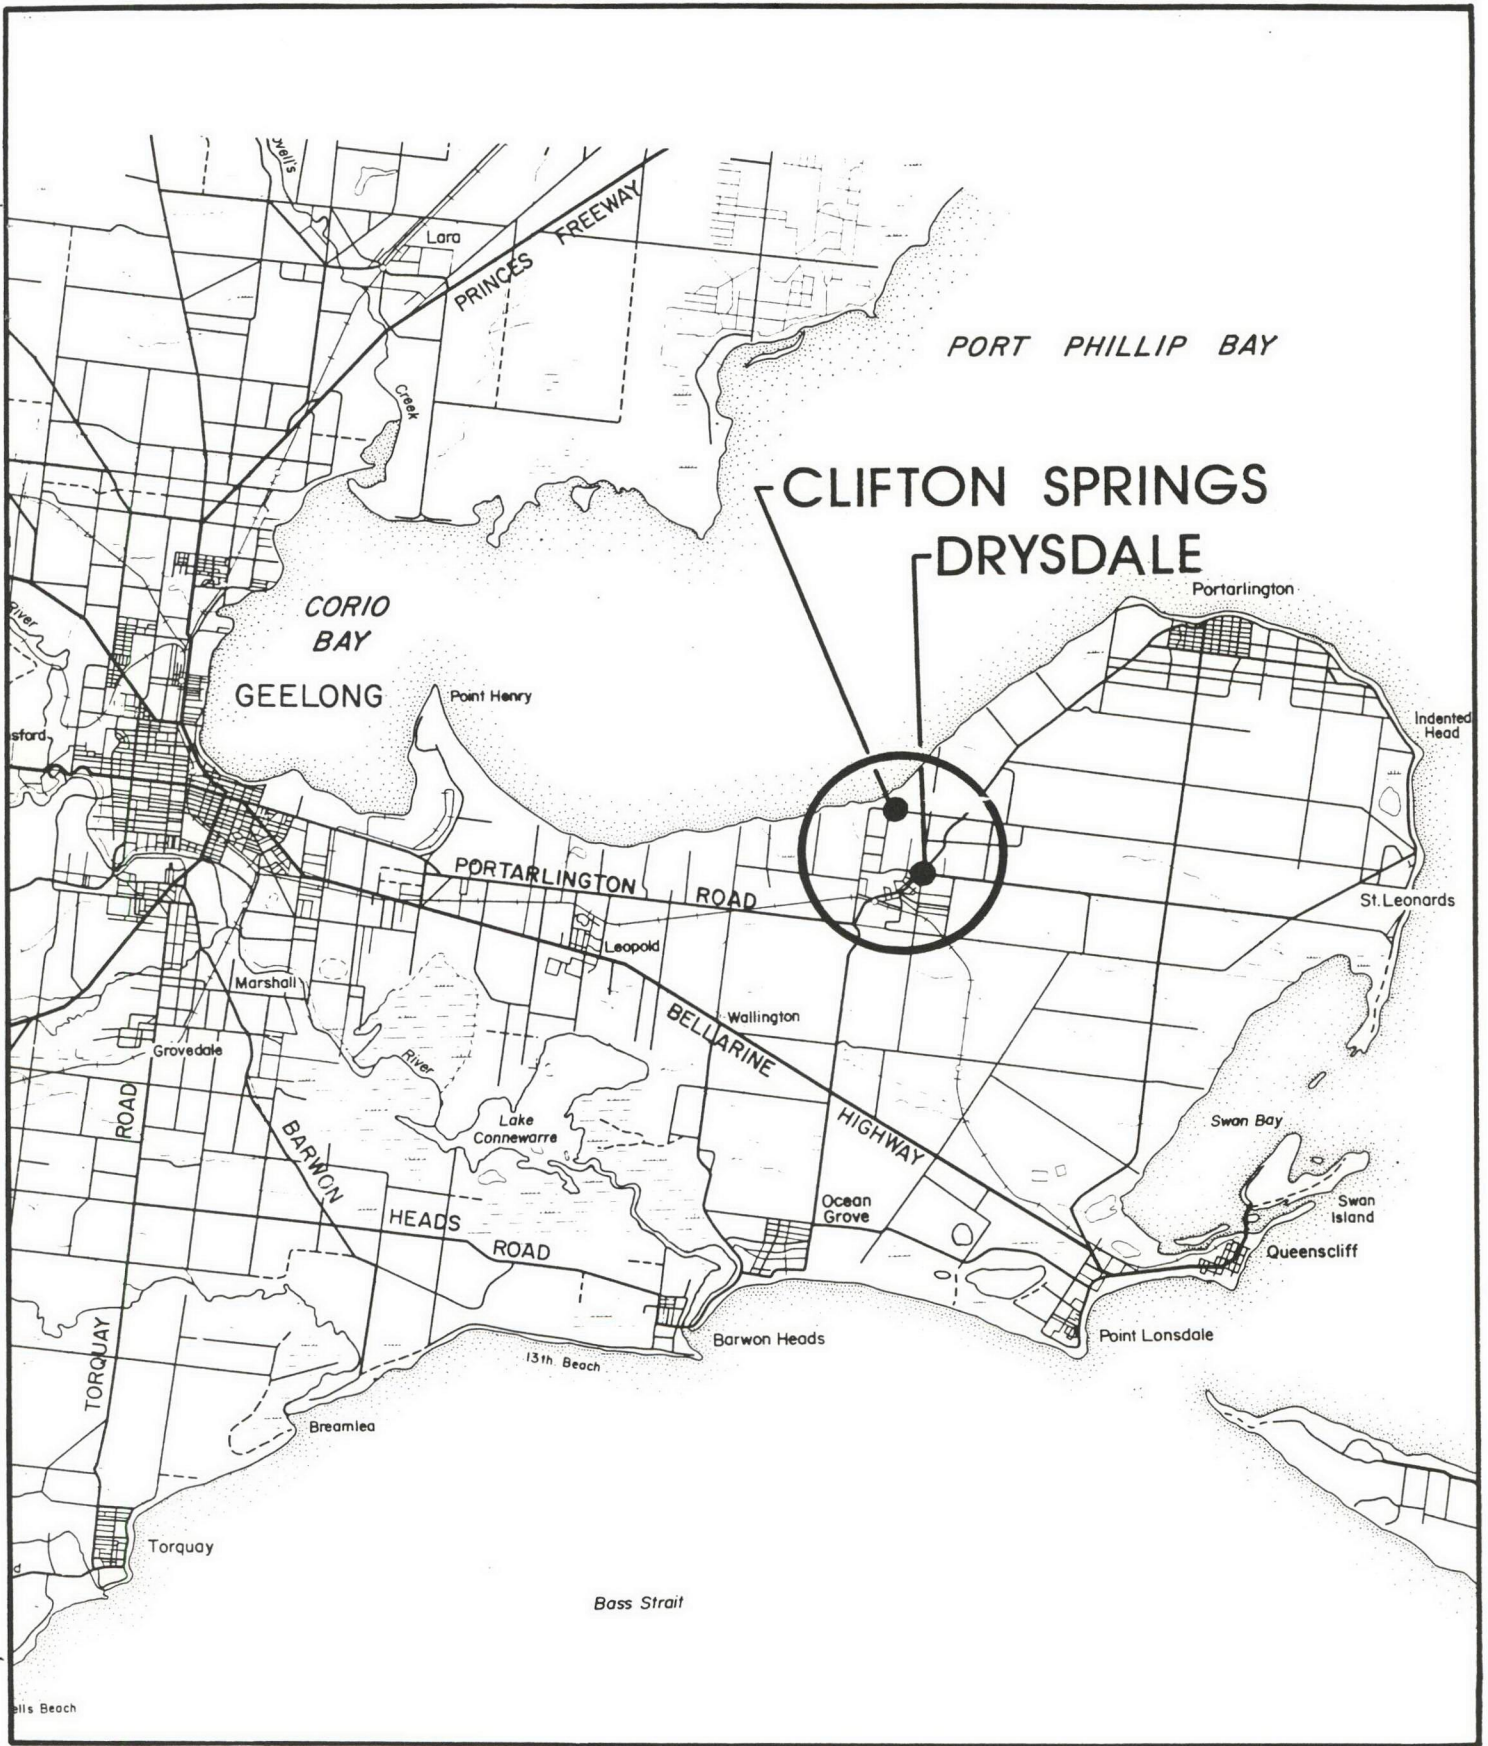 Lara
PRINCES FREEWAY
PORT PHILLIP BAY
Creek
CLIFTON SPRINGS
DRYSDALE
Portarlington
CORIO
BAY
River
GEELONG
Point Henry
Indented
Head
PORTARLINGTON ROAD
St. Leonards
Leopold
Marshall
Wallington
BELLARINE HIGHWAY
Grovedale
River
Lake
Connewarre
Swan Bay
ROAD
BARWON HEADS ROAD
Ocean
Grove
Swan
Island
Queenscliff
Barwon Heads
Point Lonsdale
13th. Beach
TORQUAY
Breamlea
Torquay
Bass Strait
Beach